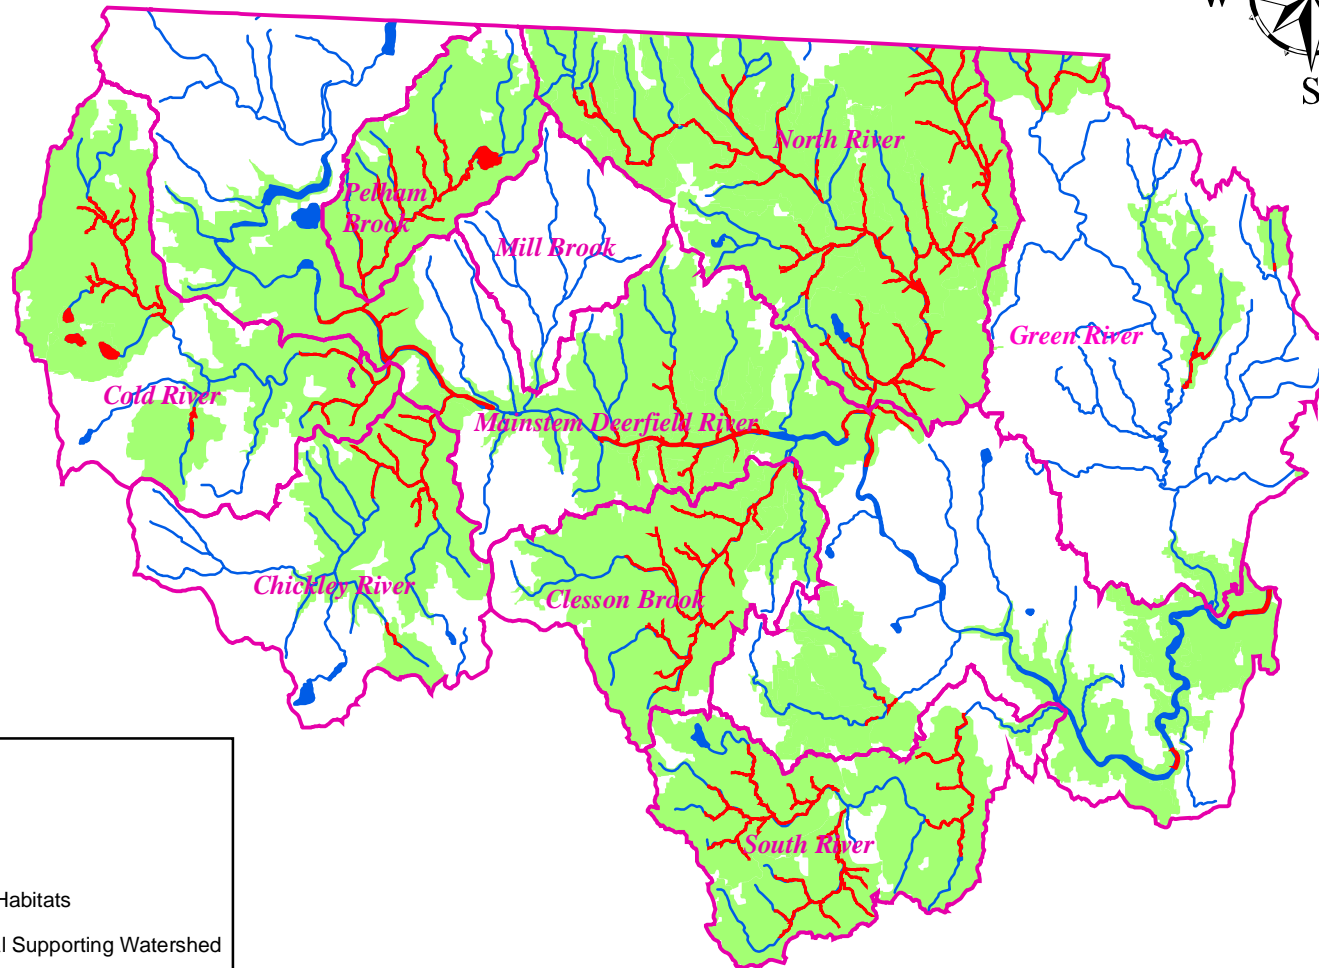 S
North River
Pelham
Brook
Mill Brook
Green River
Cold River
Mainstem Deerfield River
Chickley River
Clesson Brook
South River
Habitats
Supporting Watershed